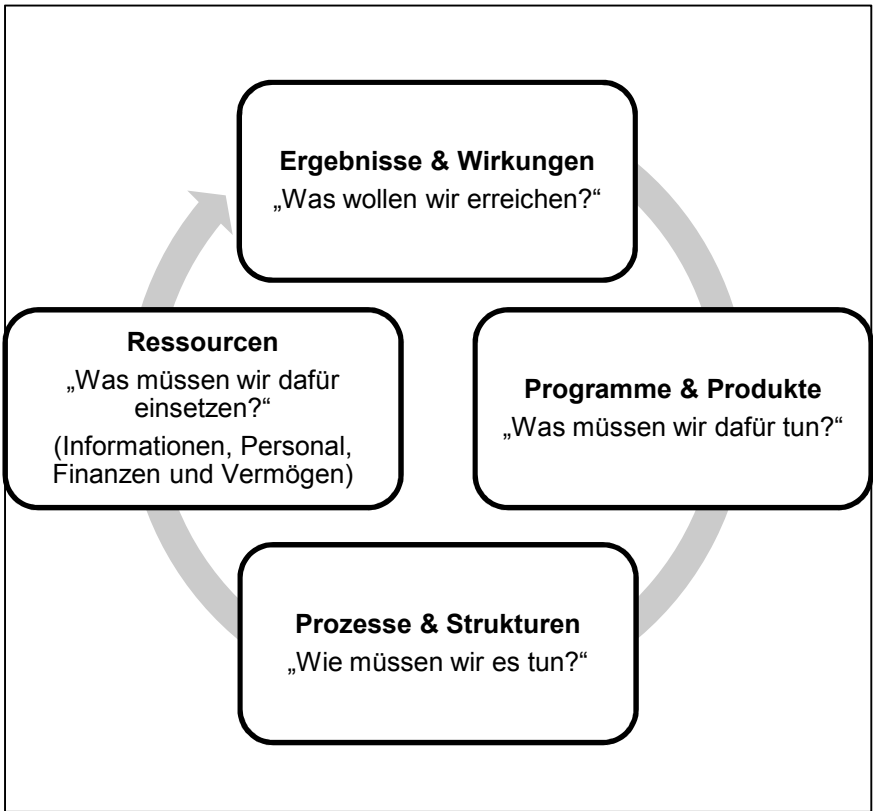 Ergebnisse & Wirkungen
„Was wollen wir erreichen?“
Ressourcen
„Was müssen wir dafür
einsetzen?“
(Informationen, Personal,
Finanzen und Vermögen)
Programme & Produkte
„Was müssen wir dafür tun?“
Prozesse & Strukturen
„Wie müssen wir es tun?“